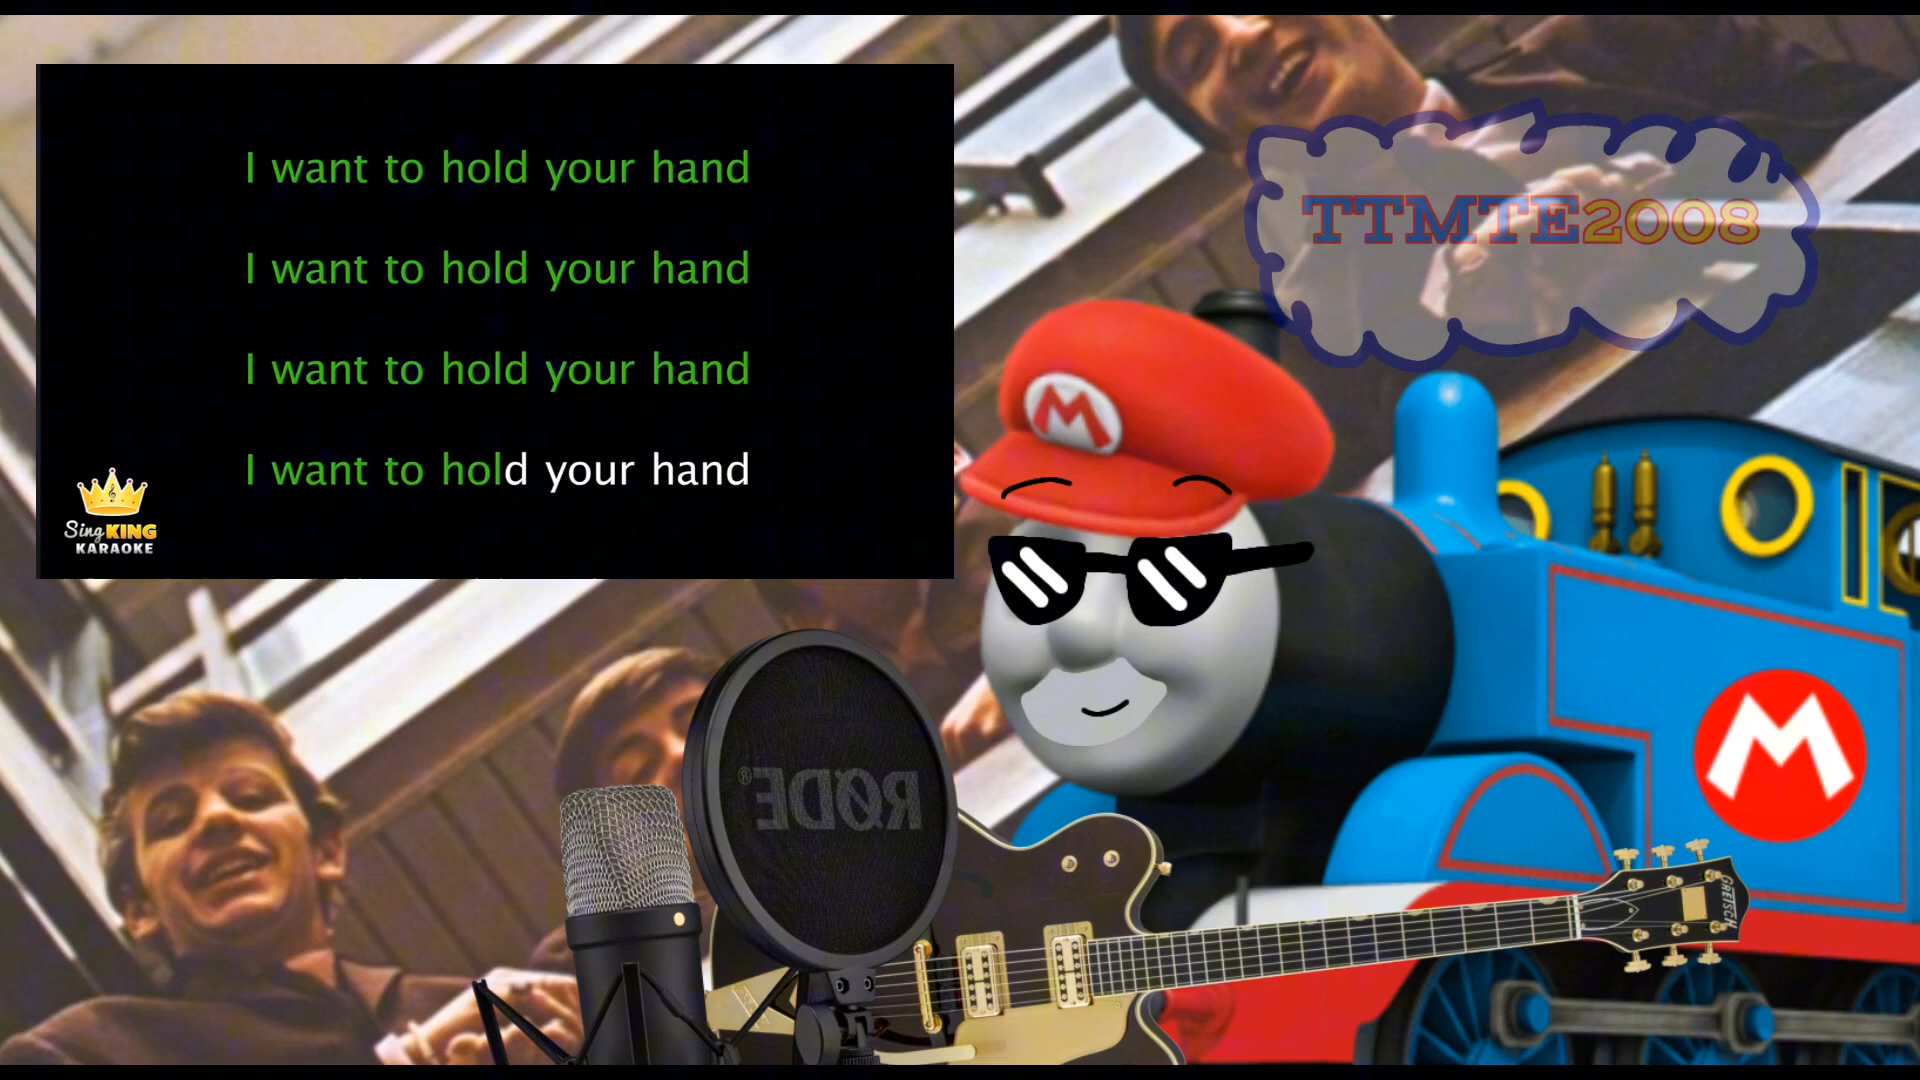 I want to hold your hand
I want to hold your hand
I want to hold your hand
I want to hold your hand
Sing KING
KARAOKE
TTMTE2008
M
RØDE®
M
GRETSCH